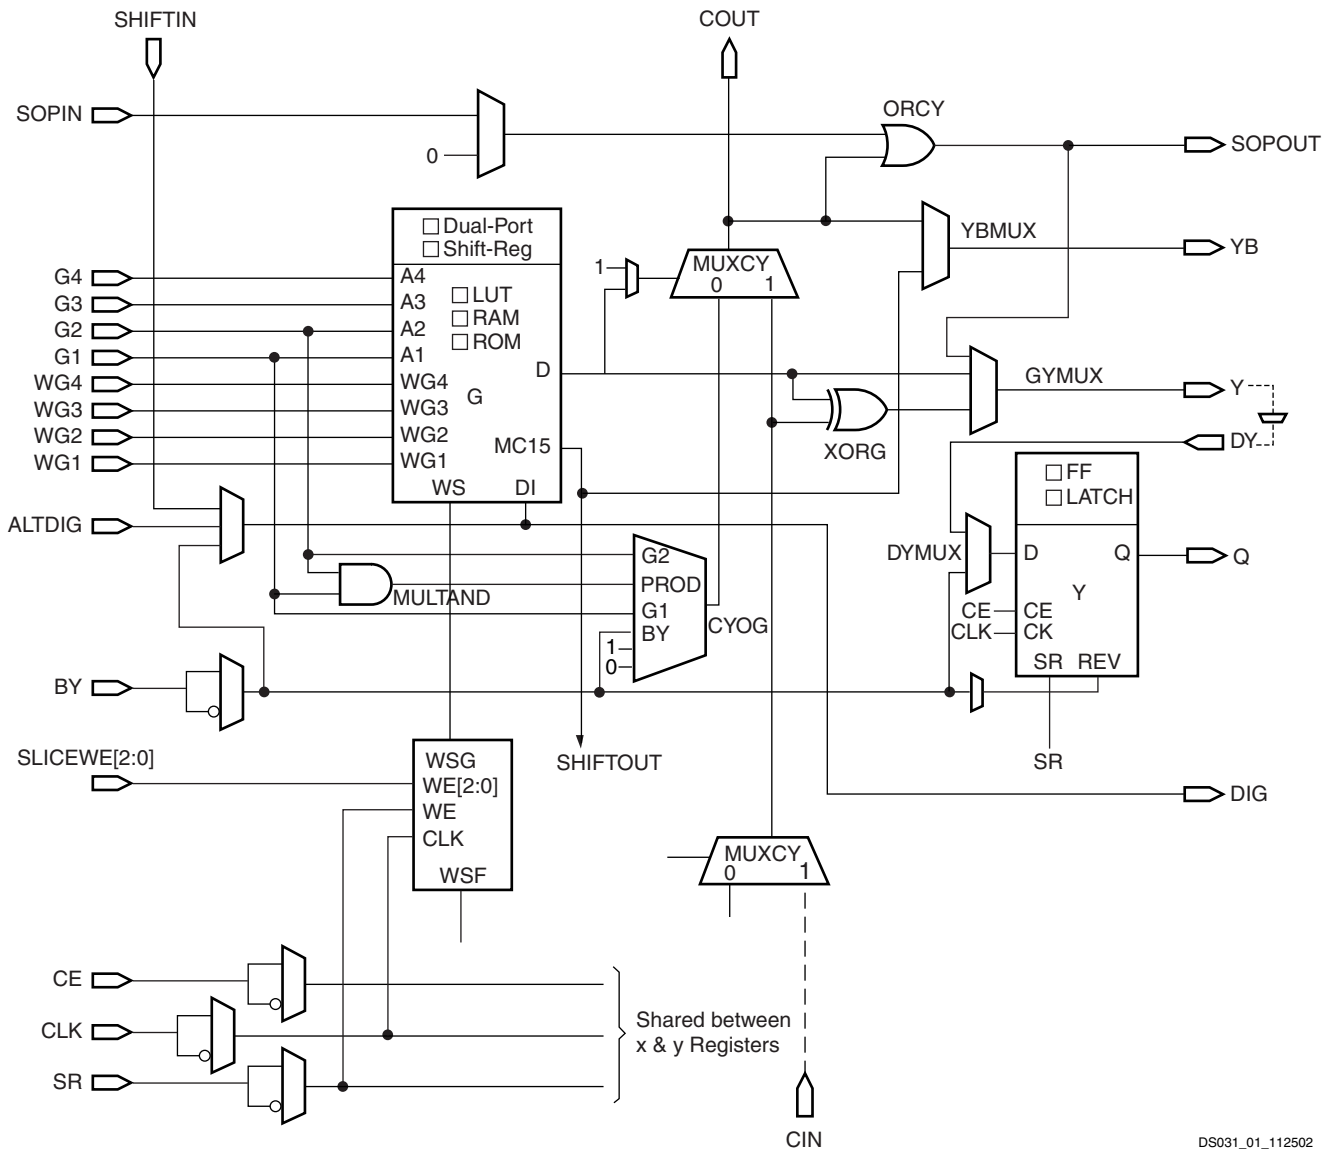 SHIFTIN
COUT
SOPIN
ORCY
SOPOUT
0
Dual-Port
Shift-Reg
YBMUX
YB
G4
G3
G2
G1
WG4
WG3
WG2
WG1
A4
A3
A2
A1
WG4
WG3
WG2
WG1
LUT
RAM
ROM
D
G
MC15
WS
DI
1
MUXCY
0 1
GYMUX
Y
XORG
DY
FF
LATCH
ALTDIG
DYMUX
D
Q
Q
Y
CE
CE
CLK
CK
SR REV
G2
PROD
G1
BY
1
0
CYOG
MULTAND
BY
SHIFTOUT
SR
SLICEWE[2:0]
WSG
WE[2:0]
WE
CLK
WSF
DIG
MUXCY
0 1
CE
CLK
SR
Shared between
x & y Registers
CIN
DS031_01_112502